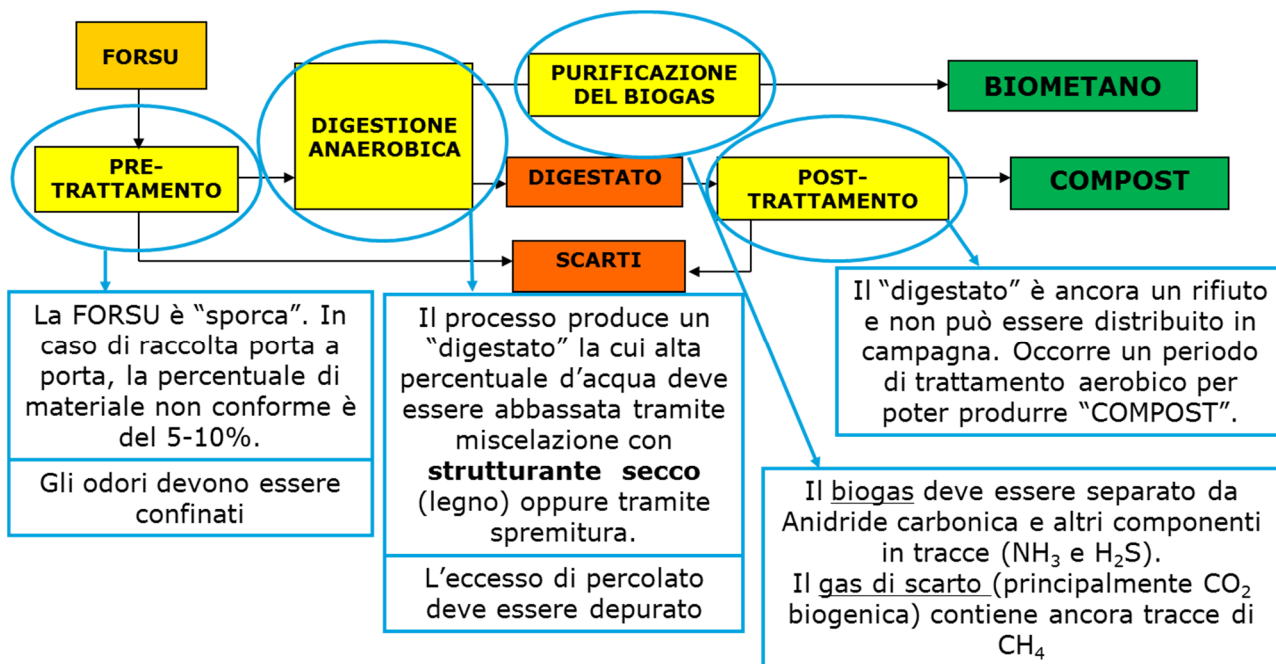 FORSU
PURIFICAZIONE
DEL BIOGAS
BIOMETANO
DIGESTIONE
ANAEROBICA
PRE-
TRATTAMENTO
DIGESTATO
POST-
TRATTAMENTO
COMPOST
SCARTI
La FORSU è “sporca”. In
caso di raccolta porta a
porta, la percentuale di
materiale non conforme è
del 5-10%.
Gli odori devono essere
confinati
Il processo produce un
“digestato” la cui alta
percentuale d’acqua deve
essere abbassata tramite
miscelazione con
strutturante secco
(legno) oppure tramite
spremitura.
L’eccesso di percolato
deve essere depurato
Il “digestato” è ancora un rifiuto
e non può essere distribuito in
campagna. Occorre un periodo
di trattamento aerobico per
poter produrre “COMPOST”.
Il biogas deve essere separato da
Anidride carbonica e altri componenti
in tracce (NH₃ e H₂S).
Il gas di scarto (principalmente CO₂
biogenica) contiene ancora tracce di
CH₄